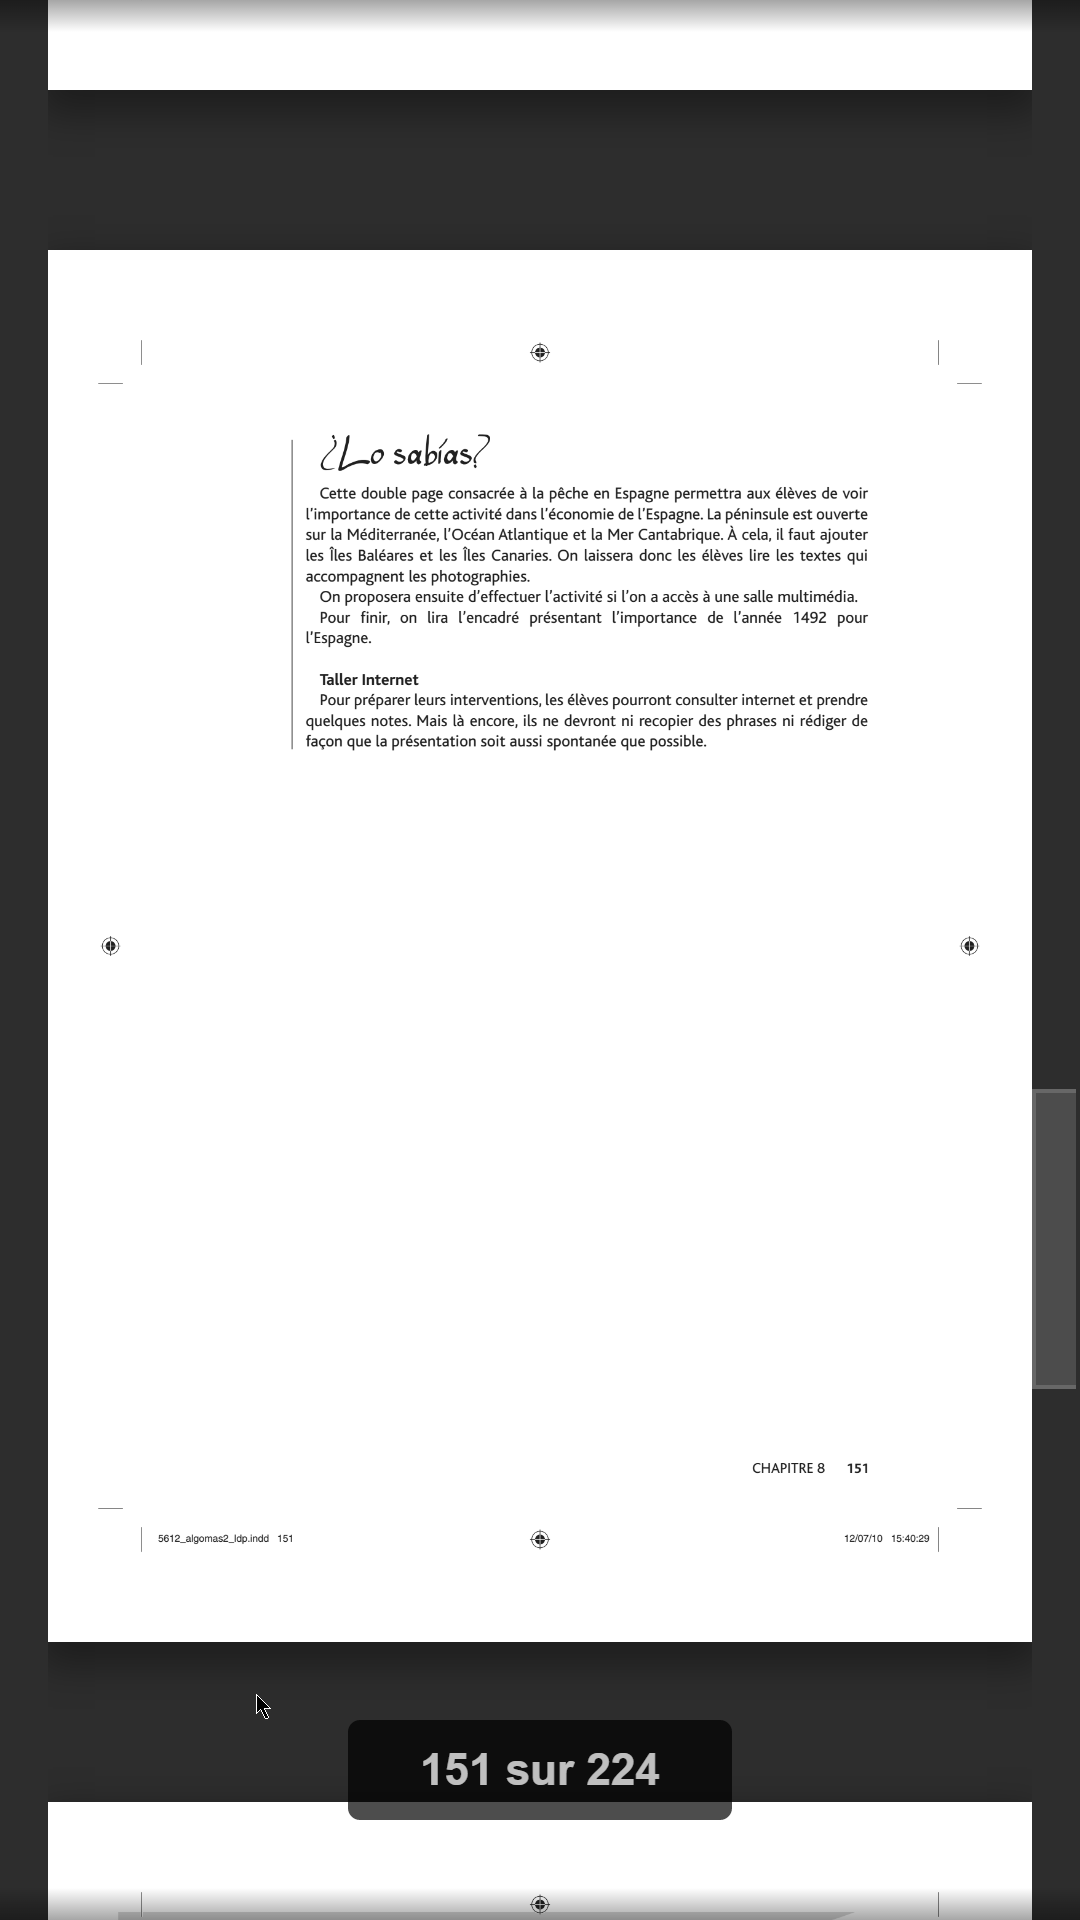 ¿Lo sabías?
Cette double page consacrée à la pêche en Espagne permettra aux élèves de voir
l’importance de cette activité dans l’économie de l’Espagne. La péninsule est ouverte
sur la Méditerranée, l’Océan Atlantique et la Mer Cantabrique. À cela, il faut ajouter
les Îles Baléares et les Îles Canaries. On laissera donc les élèves lire les textes qui
accompagnent les photographies.
On proposera ensuite d’effectuer l’activité si l’on a accès à une salle multimédia.
Pour finir, on lira l’encadré présentant l’importance de l’année 1492 pour
l’Espagne.
Taller Internet
Pour préparer leurs interventions, les élèves pourront consulter internet et prendre
quelques notes. Mais là encore, ils ne devront ni recopier des phrases ni rédiger de
façon que la présentation soit aussi spontanée que possible.
CHAPITRE 8 151
5612_algomas2_ldp.indd 151 12/07/10 15:40:29
151 sur 224